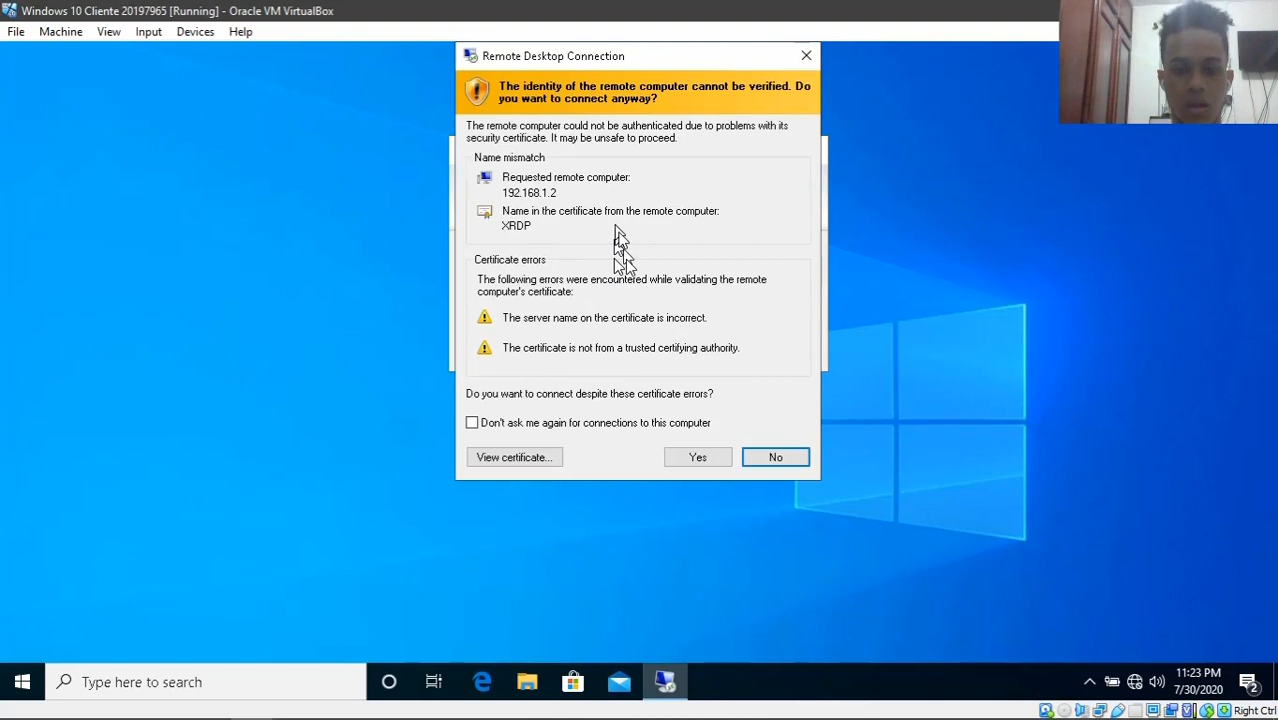 Windows 10 Cliente 20197965 [Running] - Oracle VM VirtualBox
File Machine View Input Devices Help
Remote Desktop Connection
The identity of the remote computer cannot be verified. Do
you want to connect anyway?
The remote computer could not be authenticated due to problems with its
security certificate. It may be unsafe to proceed.
Name mismatch
Requested remote computer:
192.168.1.2
Name in the certificate from the remote computer:
XRDP
Certificate errors
The following errors were encountered while validating the remote
computer's certificate:
The server name on the certificate is incorrect.
The certificate is not from a trusted certifying authority.
Do you want to connect despite these certificate errors?
Don't ask me again for connections to this computer
View certificate... Yes No
Type here to search
11:23 PM
7/30/2020
2
Right Ctrl